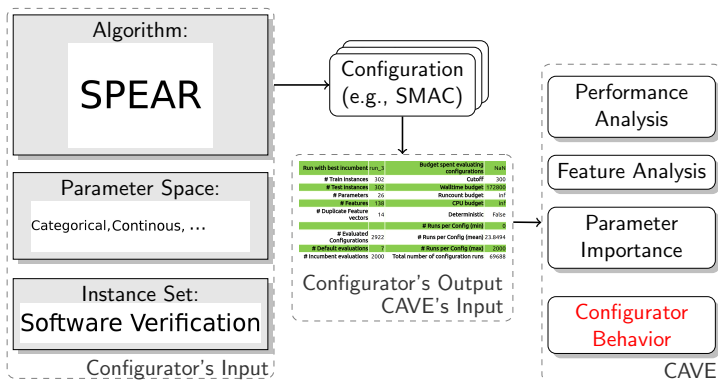 Algorithm:
SPEAR
Parameter Space:
Categorical,Continous, ...
Instance Set:
Software Verification
Configurator's Input
Configuration
(e.g., SMAC)
Run with best incumbent run_3 Budget spent evaluating configurations NaN
# Train instances 302 Cutoff 300
# Test instances 302 Walltime budget 172800
# Parameters 26 Runcount budget inf
# Features 138 CPU budget inf
# Duplicate Feature vectors 14 Deterministic False
# Runs per Config (min) 0
# Evaluated Configurations 2922 # Runs per Config (mean) 23.8494
# Default evaluations 7 # Runs per Config (max) 2000
# Incumbent evaluations 2000 Total number of configuration runs 69688
Configurator's Output
CAVE's Input
Performance
Analysis
Feature Analysis
Parameter
Importance
Configurator
Behavior
CAVE